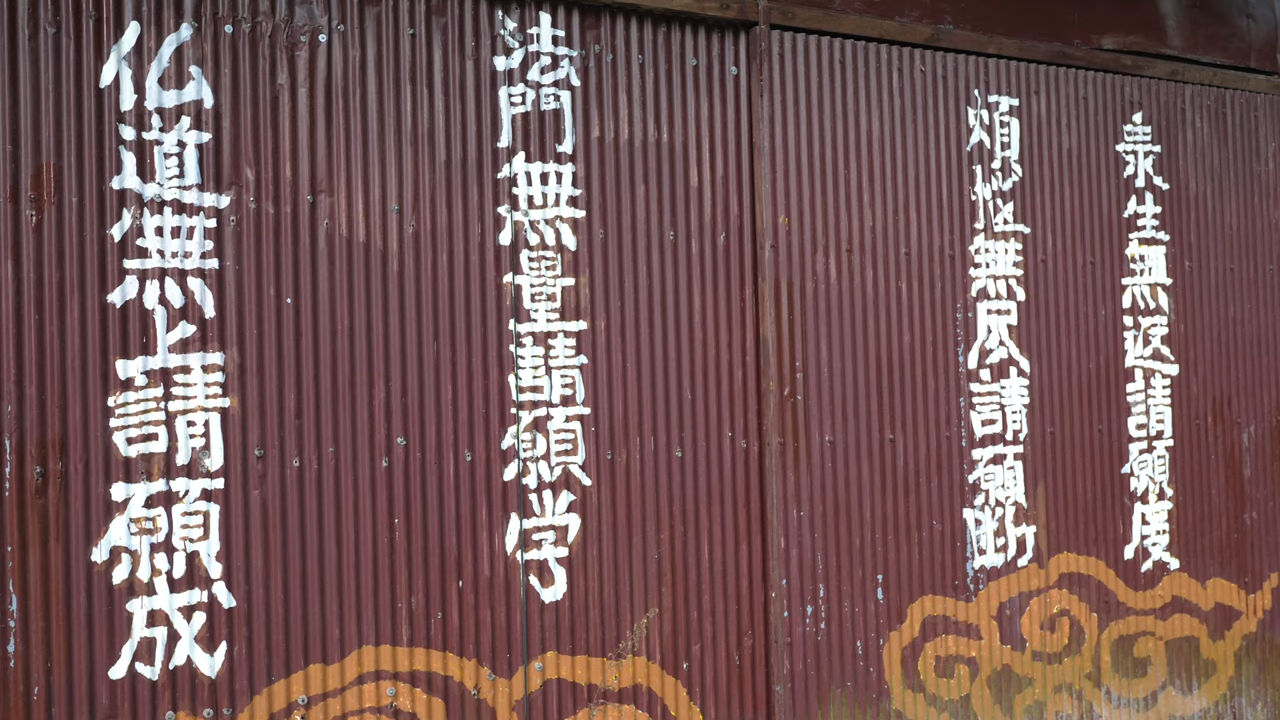 衆生無返請願度
煩悩無尽請願断
法門無量請願学
仏道無上請願成